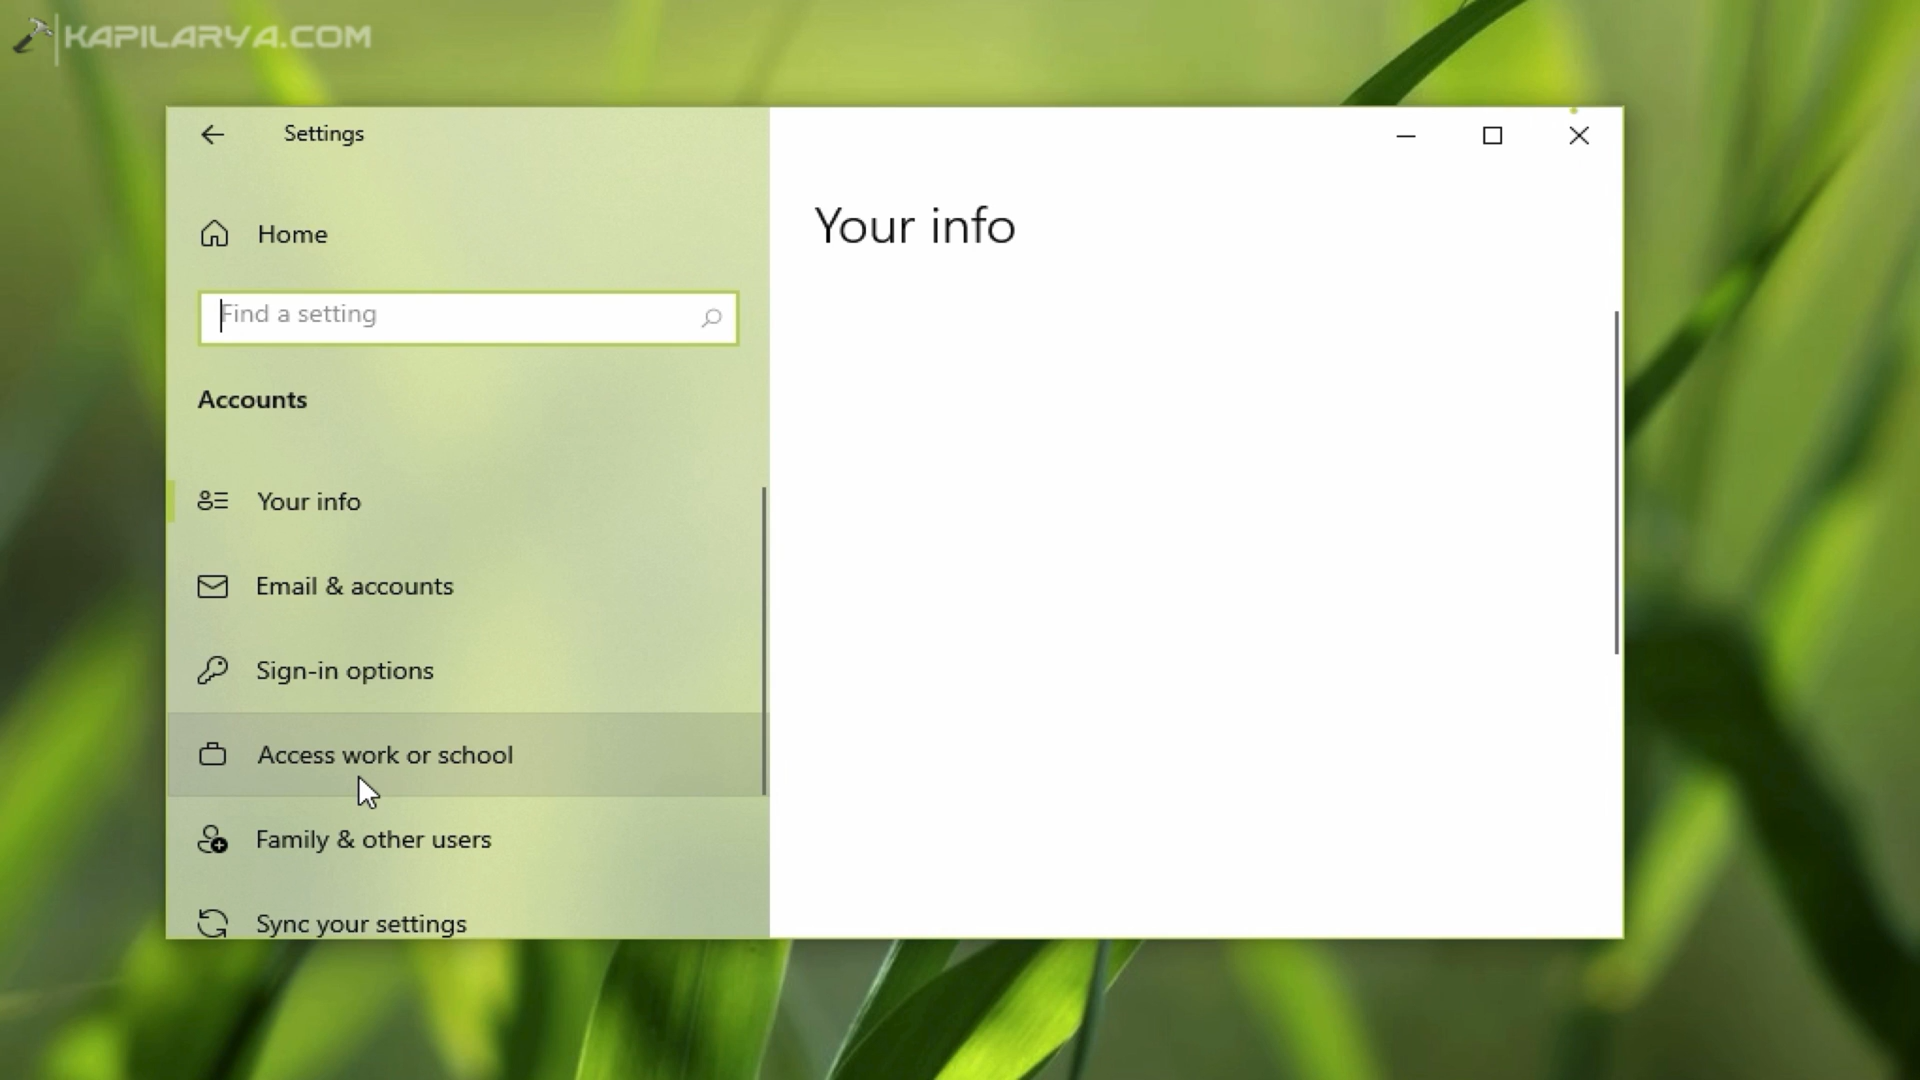 KAPILARYA.COM
Settings
Home
Find a setting
Accounts
Your info
Email & accounts
Sign-in options
Access work or school
Family & other users
Sync your settings
Your info